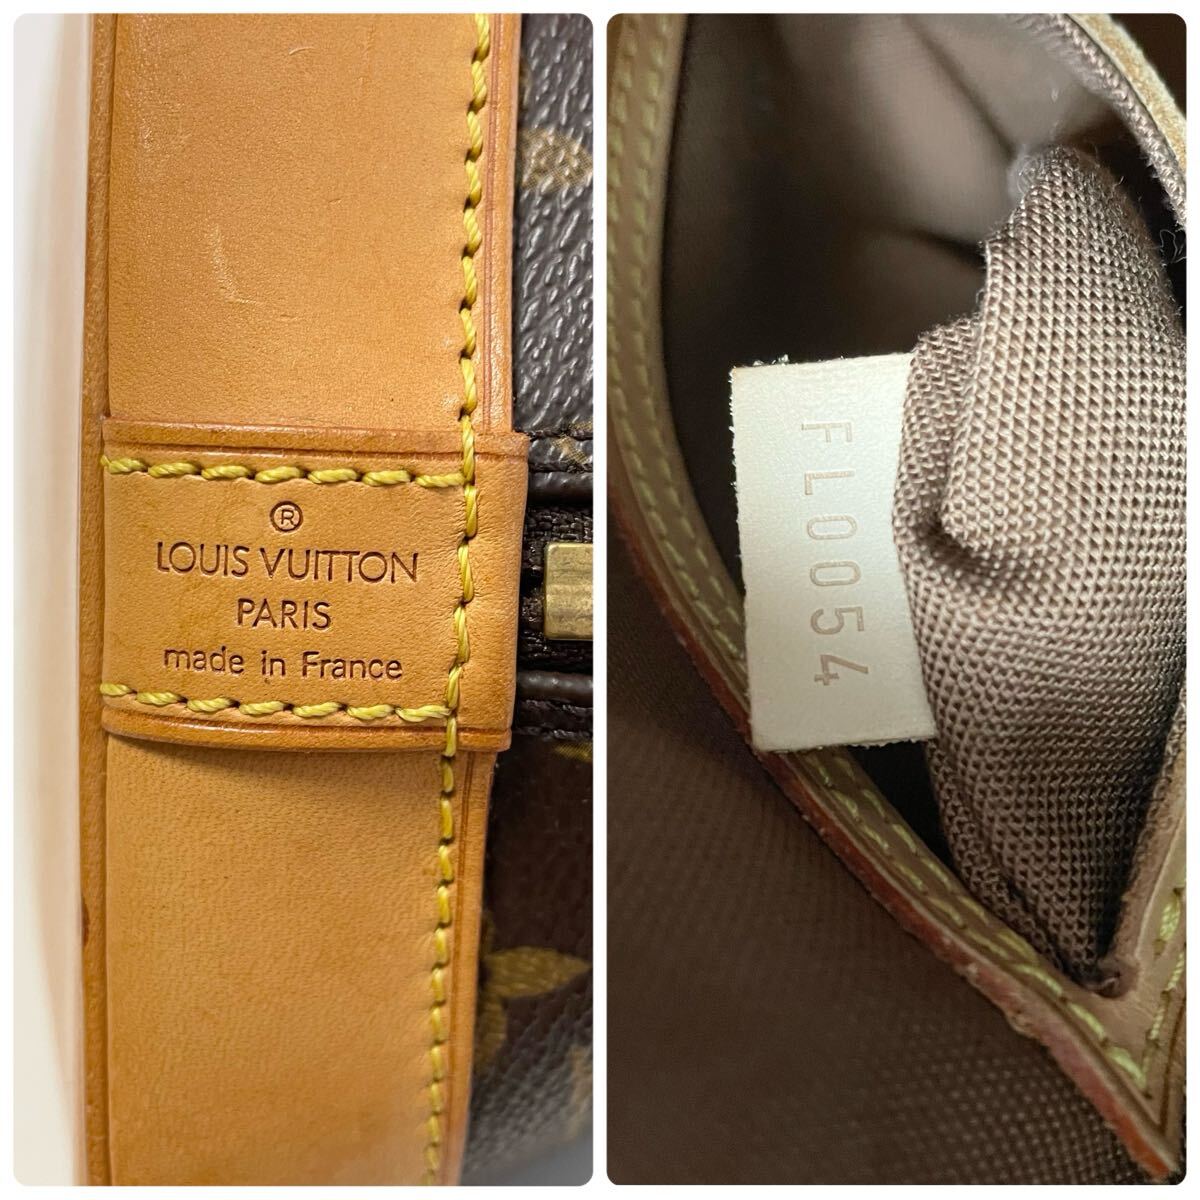 ®
LOUIS VUITTON
PARIS
made in France
FL0054